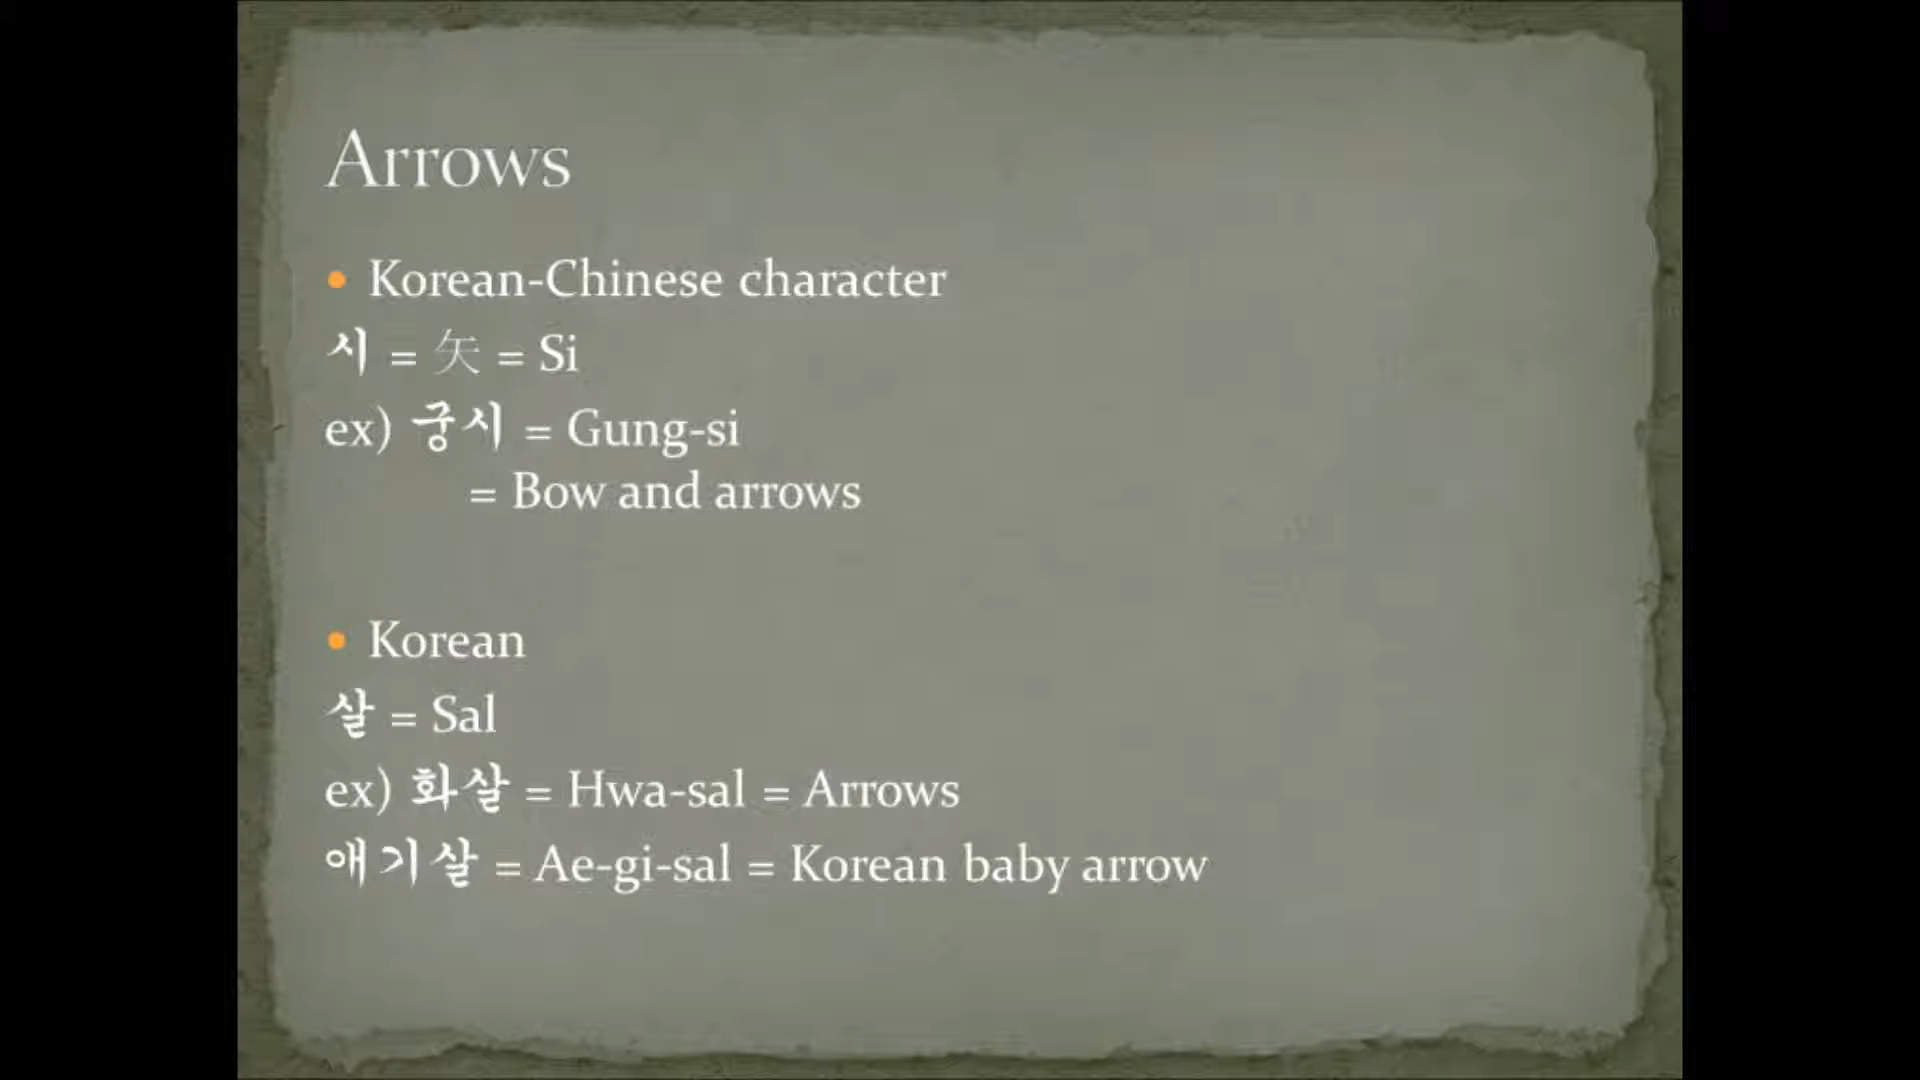 Arrows
Korean-Chinese character
시 = 矢 = Si
ex) 궁시 = Gung-si
= Bow and arrows
Korean
살 = Sal
ex) 화살 = Hwa-sal = Arrows
애기살 = Ae-gi-sal = Korean baby arrow